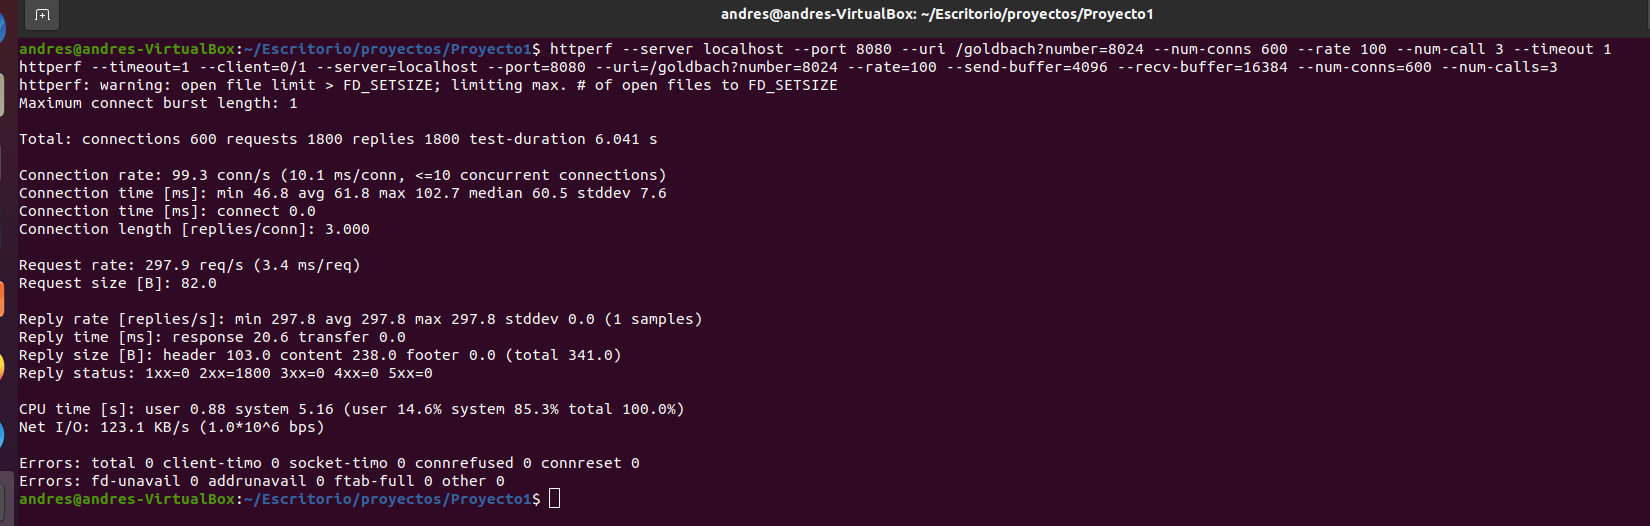 andres@andres-VirtualBox: ~/Escritorio/proyectos/Proyecto1
andres@andres-VirtualBox:~/Escritorio/proyectos/Proyecto1$ httperf --server localhost --port 8080 --uri /goldbach?number=8024 --num-conns 600 --rate 100 --num-call 3 --timeout 1
httperf --timeout=1 --client=0/1 --server=localhost --port=8080 --uri=/goldbach?number=8024 --rate=100 --send-buffer=4096 --recv-buffer=16384 --num-conns=600 --num-calls=3
httperf: warning: open file limit > FD_SETSIZE; limiting max. # of open files to FD_SETSIZE
Maximum connect burst length: 1
Total: connections 600 requests 1800 replies 1800 test-duration 6.041 s
Connection rate: 99.3 conn/s (10.1 ms/conn, <=10 concurrent connections)
Connection time [ms]: min 46.8 avg 61.8 max 102.7 median 60.5 stddev 7.6
Connection time [ms]: connect 0.0
Connection length [replies/conn]: 3.000
Request rate: 297.9 req/s (3.4 ms/req)
Request size [B]: 82.0
Reply rate [replies/s]: min 297.8 avg 297.8 max 297.8 stddev 0.0 (1 samples)
Reply time [ms]: response 20.6 transfer 0.0
Reply size [B]: header 103.0 content 238.0 footer 0.0 (total 341.0)
Reply status: 1xx=0 2xx=1800 3xx=0 4xx=0 5xx=0
CPU time [s]: user 0.88 system 5.16 (user 14.6% system 85.3% total 100.0%)
Net I/O: 123.1 KB/s (1.0*10^6 bps)
Errors: total 0 client-timo 0 socket-timo 0 connrefused 0 connreset 0
Errors: fd-unavail 0 addrunavail 0 ftab-full 0 other 0
andres@andres-VirtualBox:~/Escritorio/proyectos/Proyecto1$